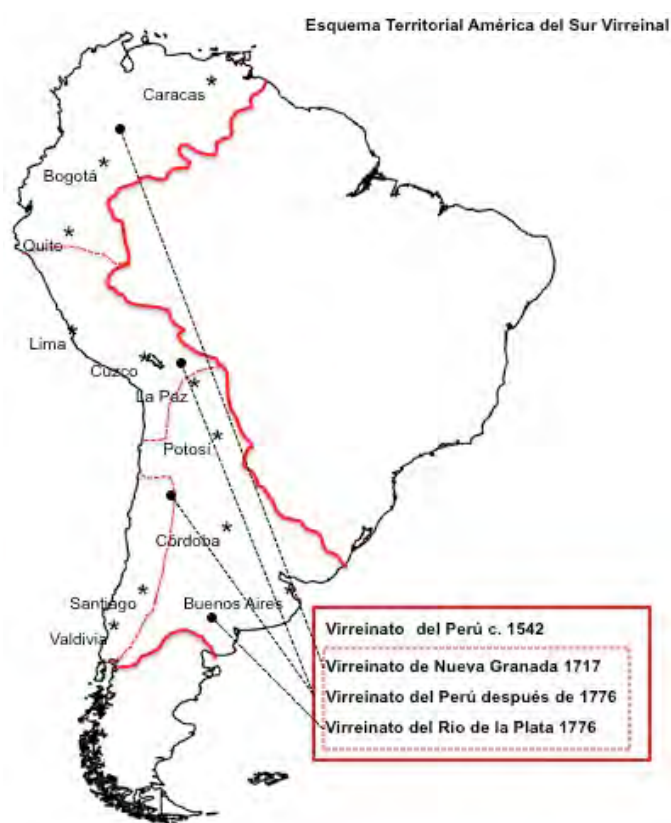 Esquema Territorial América del Sur Virreinal
Caracas
Bogotá
Quito
Lima
Cuzco
La Paz
Potosí
Córdoba
Santiago
Buenos Aires
Valdivia
Virreinato del Perú c. 1542
Virreinato de Nueva Granada 1717
Virreinato del Perú después de 1776
Virreinato del Río de la Plata 1776